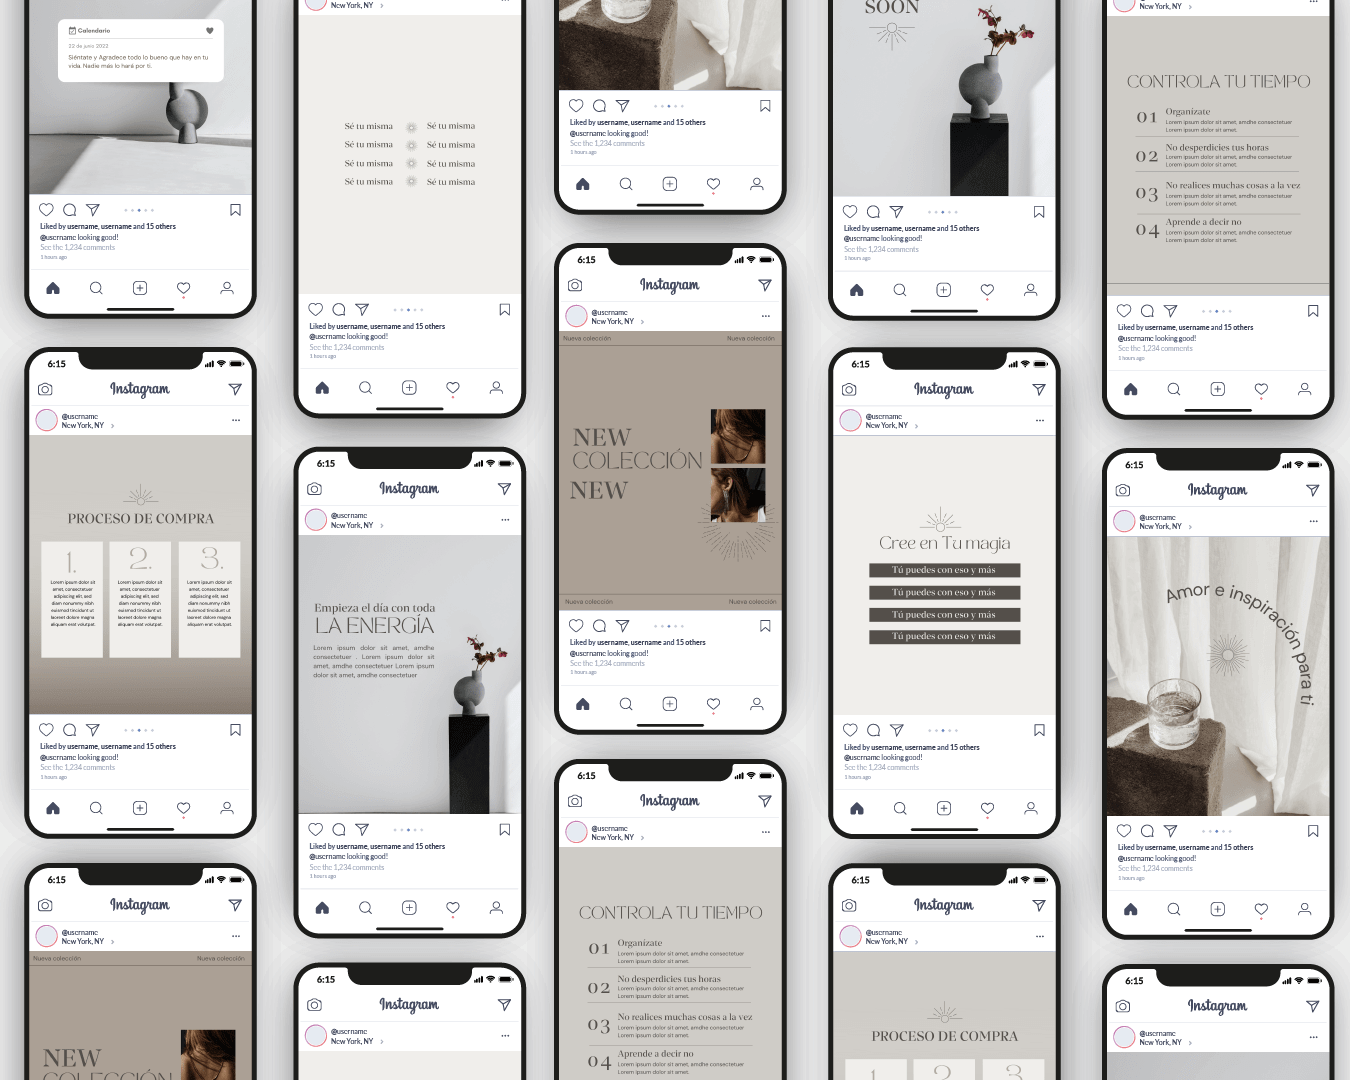 Calendario
22 de junio 2022
Siéntate y Agradece todo lo bueno que hay en tu
vida. Nadie más lo hará por ti.
Liked by username, username and 15 others
@username looking good!
See the 1,234 comments
1 hours ago
6:15
Instagram
@username
New York, NY
PROCESO DE COMPRA
1.
2.
3.
Lorem ipsum dolor sit
amet, consectetuer
adipiscing elit, sed
diam nonummy nibh
euismod tincidunt ut
laoreet dolore magna
aliquam erat volutpat.
Lorem ipsum dolor sit
amet, consectetuer
adipiscing elit, sed
diam nonummy nibh
euismod tincidunt ut
laoreet dolore magna
aliquam erat volutpat.
Lorem ipsum dolor sit
amet, consectetuer
adipiscing elit, sed
diam nonummy nibh
euismod tincidunt ut
laoreet dolore magna
aliquam erat volutpat.
Liked by username, username and 15 others
@username looking good!
See the 1,234 comments
1 hours ago
6:15
Instagram
@username
New York, NY
Nueva colección
Nueva colección
NEW
COLECCIÓN
New York, NY
Sé tu misma Sé tu misma
Sé tu misma Sé tu misma
Sé tu misma Sé tu misma
Sé tu misma Sé tu misma
Liked by username, username and 15 others
@username looking good!
See the 1,234 comments
1 hours ago
6:15
Instagram
@username
New York, NY
Empieza el día con toda
LA ENERGÍA
Lorem ipsum dolor sit amet, amdhe
consectetuer . Lorem ipsum dolor sit
amet, amdhe consectetuer Lorem ipsum
dolor sit amet, amdhe consectetuer
Liked by username, username and 15 others
@username looking good!
See the 1,234 comments
1 hours ago
6:15
Instagram
@username
New York, NY
Liked by username, username and 15 others
@username looking good!
See the 1,234 comments
1 hours ago
6:15
Instagram
@username
New York, NY
Nueva colección
Nueva colección
NEW
COLECCIÓN
NEW
Nueva colección
Nueva colección
Liked by username, username and 15 others
@username looking good!
See the 1,234 comments
1 hours ago
6:15
Instagram
@username
New York, NY
CONTROLA TU TIEMPO
01 Organízate
Lorem ipsum dolor sit amet, amdhe consectetuer
Lorem ipsum dolor sit amet.
02 No desperdicies tus horas
Lorem ipsum dolor sit amet, amdhe consectetuer
Lorem ipsum dolor sit amet.
03 No realices muchas cosas a la vez
Lorem ipsum dolor sit amet, amdhe consectetuer
Lorem ipsum dolor sit amet.
04 Aprende a decir no
Lorem ipsum dolor sit amet, amdhe consectetuer
Lorem ipsum dolor sit amet.
SOON
Liked by username, username and 15 others
@username looking good!
See the 1,234 comments
1 hours ago
6:15
Instagram
@username
New York, NY
Cree en Tu magia
Tú puedes con eso y más
Tú puedes con eso y más
Tú puedes con eso y más
Tú puedes con eso y más
Liked by username, username and 15 others
@username looking good!
See the 1,234 comments
1 hours ago
6:15
Instagram
@username
New York, NY
PROCESO DE COMPRA
1.
2.
3.
New York, NY
CONTROLA TU TIEMPO
01 Organízate
Lorem ipsum dolor sit amet, amdhe consectetuer
Lorem ipsum dolor sit amet.
02 No desperdicies tus horas
Lorem ipsum dolor sit amet, amdhe consectetuer
Lorem ipsum dolor sit amet.
03 No realices muchas cosas a la vez
Lorem ipsum dolor sit amet, amdhe consectetuer
Lorem ipsum dolor sit amet.
04 Aprende a decir no
Lorem ipsum dolor sit amet, amdhe consectetuer
Lorem ipsum dolor sit amet.
Liked by username, username and 15 others
@username looking good!
See the 1,234 comments
1 hours ago
6:15
Instagram
@username
New York, NY
Amor e inspiración para ti
Liked by username, username and 15 others
@username looking good!
See the 1,234 comments
1 hours ago
6:15
Instagram
@username
New York, NY